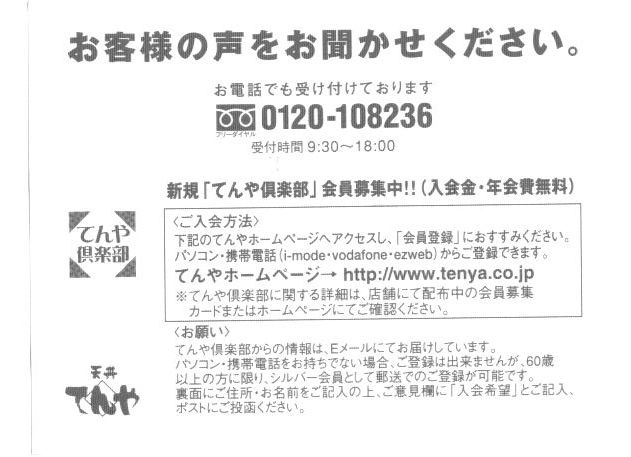 お客様の声をお聞かせください。
お電話でも受け付けております
フリーダイヤル 0120-108236
受付時間 9:30〜18:00
新規「てんや倶楽部」会員募集中!!（入会金・年会費無料）
てんや
倶楽部
〈ご入会方法〉
下記のてんやホームページへアクセスし、「会員登録」におすすみください。
パソコン・携帯電話（i-mode・vodafone・ezweb）からご登録できます。
てんやホームページ→ http://www.tenya.co.jp
※てんや倶楽部に関する詳細は、店舗にて配布中の会員募集
カードまたはホームページにてご確認ください。
〈お願い〉
てんや倶楽部からの情報は、Eメールにてお届けしています。
パソコン・携帯電話をお持ちでない場合、ご登録は出来ませんが、60歳
以上の方に限り、シルバー会員として郵送でのご登録が可能です。
裏面にご住所・お名前をご記入の上、ご意見欄に「入会希望」とご記入、
ポストにご投函ください。
天丼
てんや